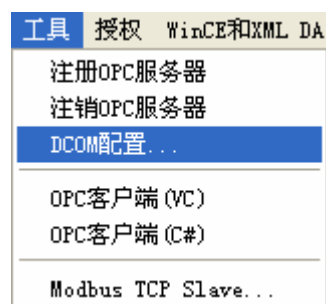 工具 授权 WinCE和XML DA
注册OPC服务器
注销OPC服务器
DCOM配置...
OPC客户端(VC)
OPC客户端(C#)
Modbus TCP Slave...